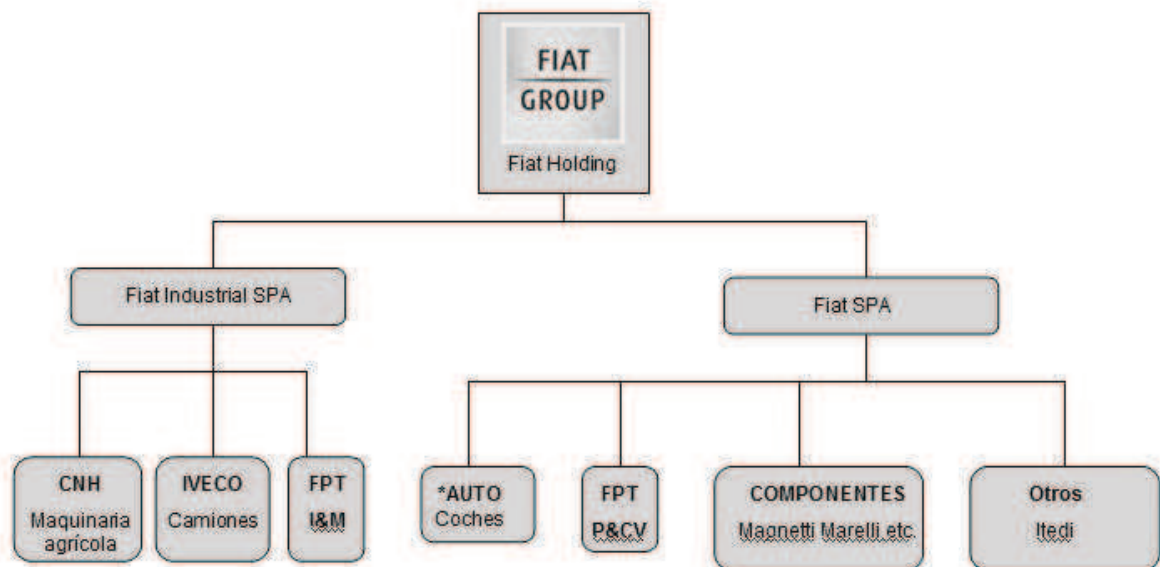 FIAT
GROUP
Fiat Holding
Fiat Industrial SPA
Fiat SPA
CNH
Maquinaria
agrícola
IVECO
Camiones
FPT
I&M
*AUTO
Coches
FPT
P&CV
COMPONENTES
Magnetti Marelli etc.
Otros
Itedi